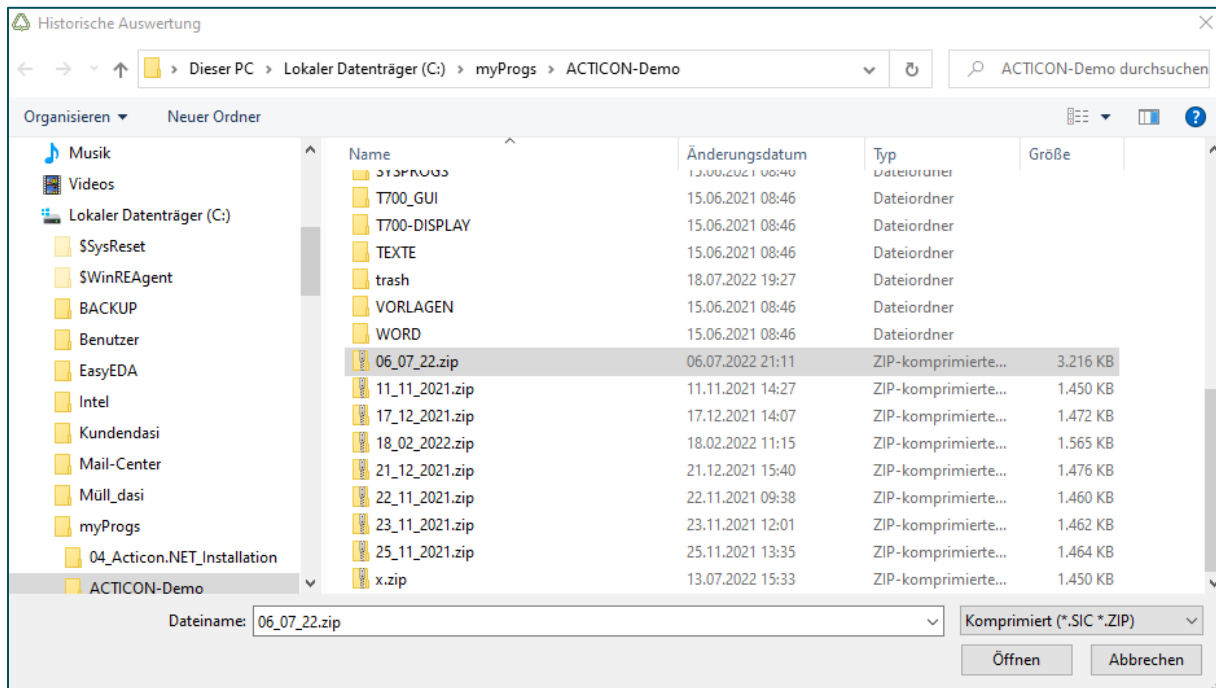 Historische Auswertung
Dieser PC > Lokaler Datenträger (C:) > myProgs > ACTICON-Demo
ACTICON-Demo durchsuchen
Organisieren
Neuer Ordner
Musik
Videos
Lokaler Datenträger (C:)
$SysReset
$WinREAgent
BACKUP
Benutzer
EasyEDA
Intel
Kundendasi
Mail-Center
Müll_dasi
myProgs
04_Acticon.NET_Installation
ACTICON-Demo
Name Änderungsdatum Typ Größe
SYSPROGS 15.06.2021 08:46 Dateiordner
T700_GUI 15.06.2021 08:46 Dateiordner
T700-DISPLAY 15.06.2021 08:46 Dateiordner
TEXTE 15.06.2021 08:46 Dateiordner
trash 18.07.2022 19:27 Dateiordner
VORLAGEN 15.06.2021 08:46 Dateiordner
WORD 15.06.2021 08:46 Dateiordner
06_07_22.zip 06.07.2022 21:11 ZIP-komprimierte... 3.216 KB
11_11_2021.zip 11.11.2021 14:27 ZIP-komprimierte... 1.450 KB
17_12_2021.zip 17.12.2021 14:07 ZIP-komprimierte... 1.472 KB
18_02_2022.zip 18.02.2022 11:15 ZIP-komprimierte... 1.565 KB
21_12_2021.zip 21.12.2021 15:40 ZIP-komprimierte... 1.476 KB
22_11_2021.zip 22.11.2021 09:38 ZIP-komprimierte... 1.460 KB
23_11_2021.zip 23.11.2021 12:01 ZIP-komprimierte... 1.462 KB
25_11_2021.zip 25.11.2021 13:35 ZIP-komprimierte... 1.464 KB
x.zip 13.07.2022 15:33 ZIP-komprimierte... 1.450 KB
Dateiname: 06_07_22.zip
Komprimiert (*.SIC *.ZIP)
Öffnen
Abbrechen